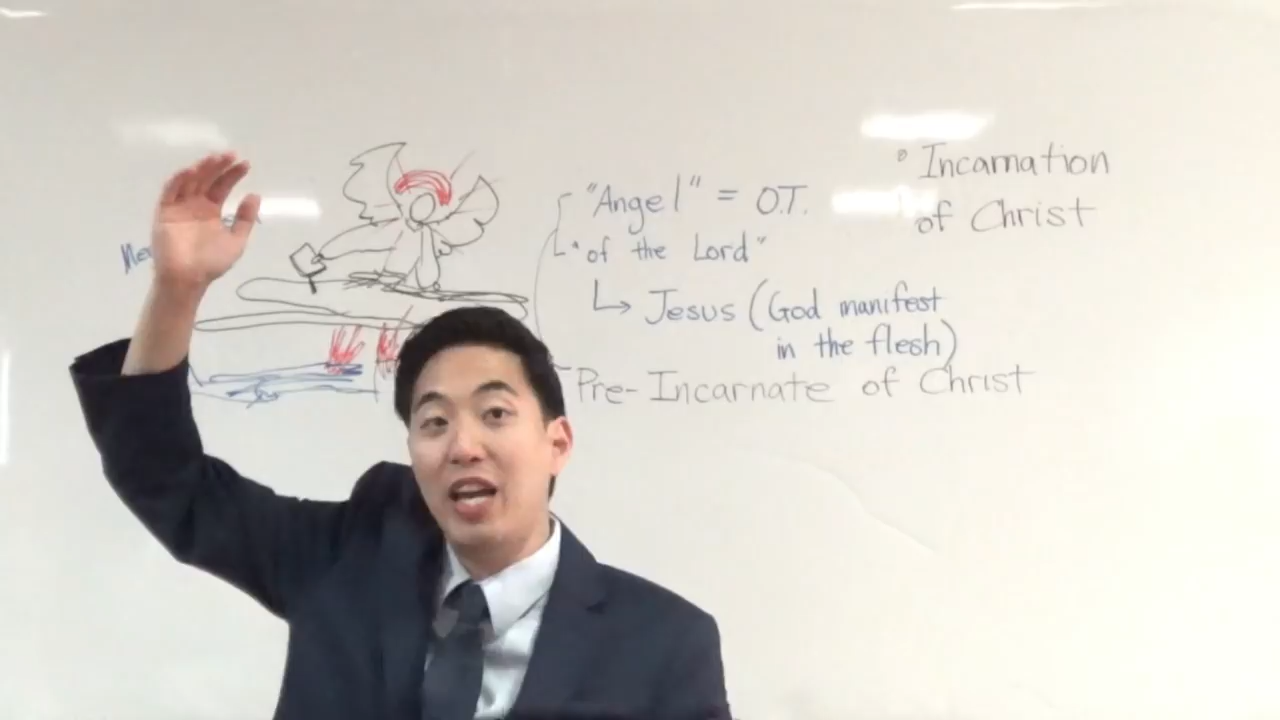 ° Incarnation
of Christ
"Angel" = O.T.
"of the Lord"
↳ Jesus (God manifest
in the flesh)
Pre-Incarnate of Christ